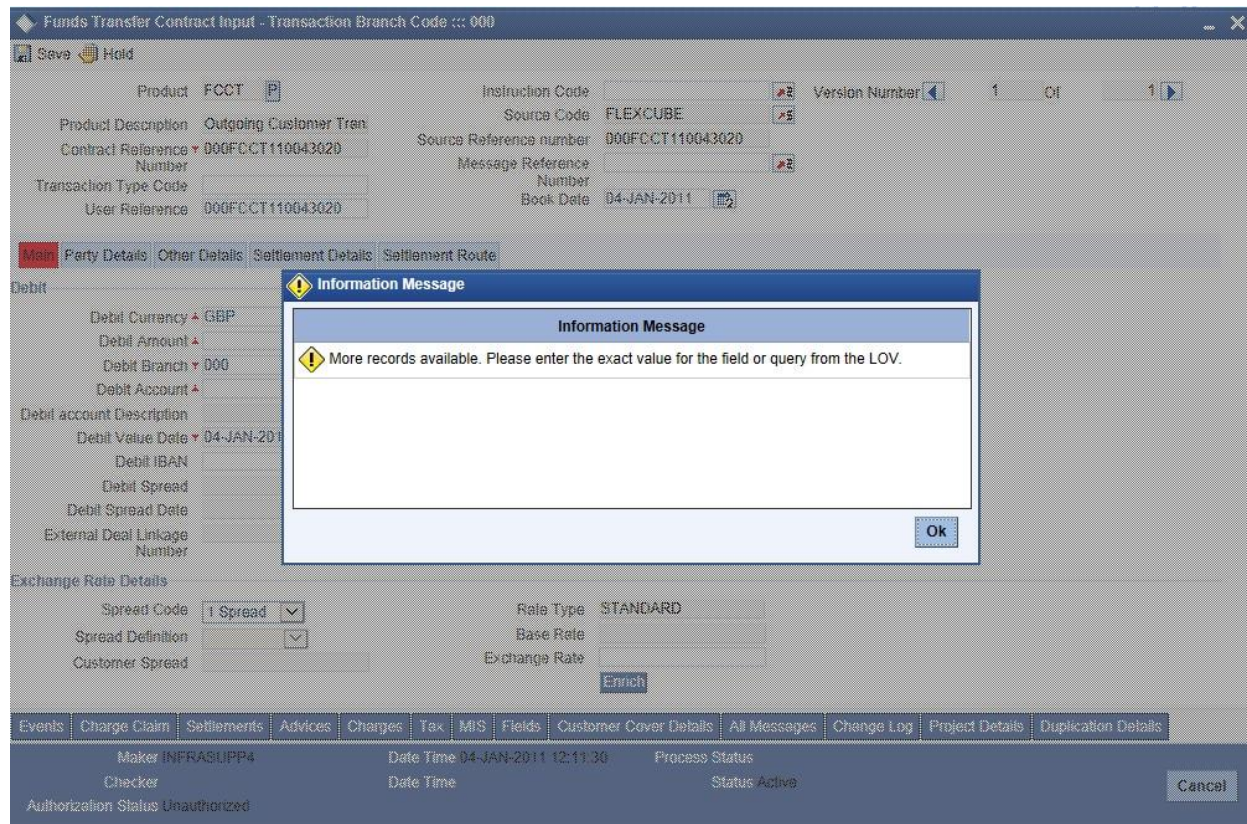 Funds Transfer Contract Input - Transaction Branch Code ::: 000
Save Hold
Product FCCT P
Product Description Outgoing Customer Tran
Contract Reference Number 000FCCT110043020
Transaction Type Code
User Reference 000FCCT110043020
Instruction Code
Source Code FLEXCUBE
Source Reference number 000FCCT110043020
Message Reference Number
Book Date 04-JAN-2011
Version Number 1 Of 1
Main Party Details Other Details Settlement Details Settlement Route
Debit
Debit Currency GBP
Debit Amount
Debit Branch 000
Debit Account
Debit account Description
Debit Value Date 04-JAN-201
Debit IBAN
Debit Spread
Debit Spread Date
External Deal Linkage Number
Information Message
Information Message
More records available. Please enter the exact value for the field or query from the LOV.
Ok
Exchange Rate Details
Spread Code 1 Spread
Spread Definition
Customer Spread
Rate Type STANDARD
Base Rate
Exchange Rate
Enrich
Events Charge Claim Settlements Advices Charges Tax MIS Fields Customer Cover Details All Messages Change Log Project Details Duplication Details
Maker INFRASUPP4 Date Time 04-JAN-2011 12:11:30 Process Status
Checker Date Time Status Active
Authorization Status Unauthorized
Cancel